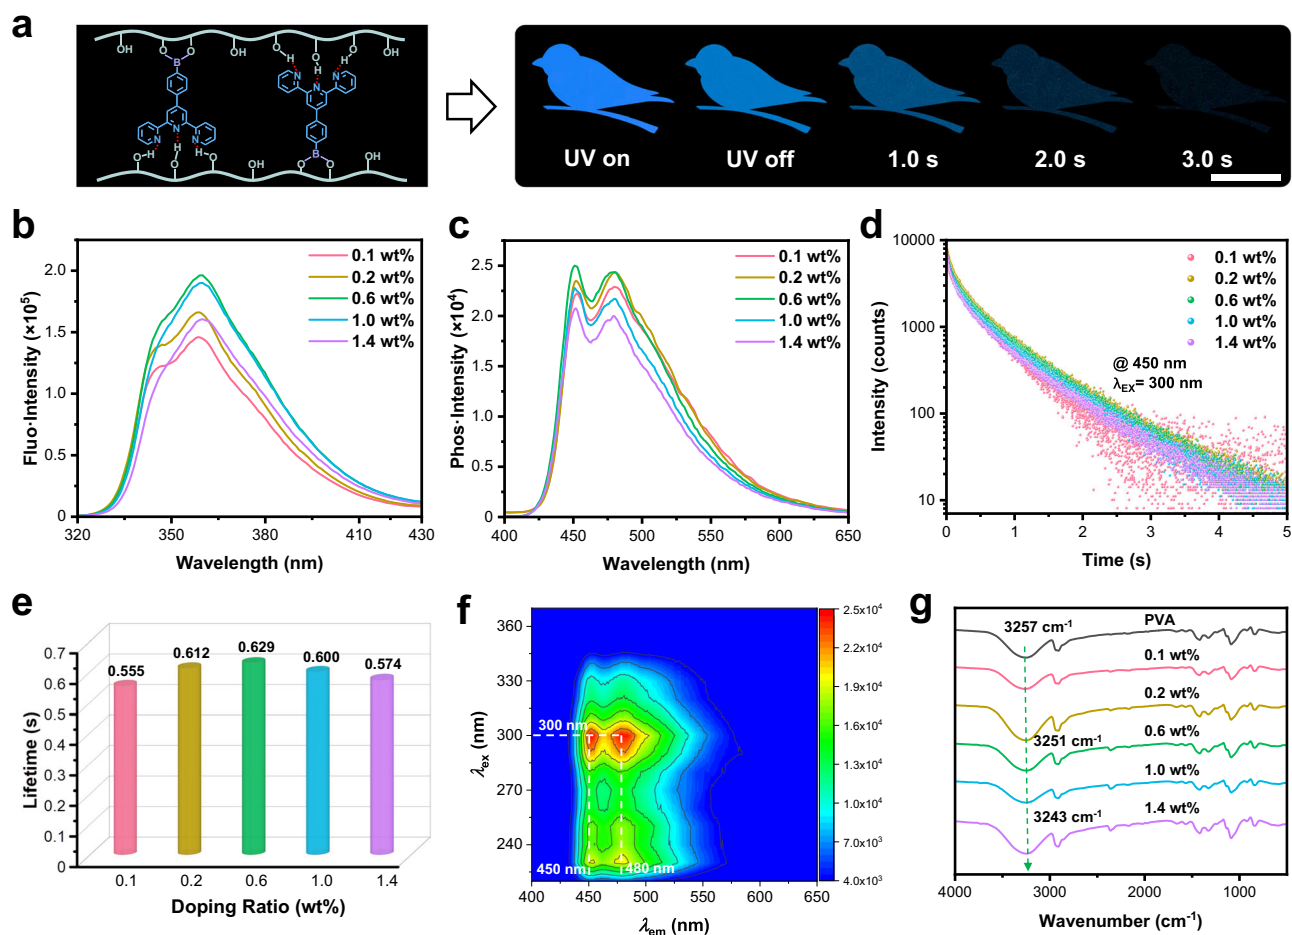 a
OH O O OH H O H O H O OH
B
N N N
N N N
H O H O H O OH B O O OH
UV on UV off 1.0 s 2.0 s 3.0 s
b
Fluo·Intensity (×10⁵)
2.0
1.5
1.0
0.5
0
320 350 380 430
Wavelength (nm)
0.1 wt%
0.2 wt%
0.6 wt%
1.0 wt%
1.4 wt%
c
Phos·Intensity (×10⁴)
2.5
2.0
1.5
1.0
0.5
0
400 450 500 550 600 650
Wavelength (nm)
0.1 wt%
0.2 wt%
0.6 wt%
1.0 wt%
1.4 wt%
d
Intensity (counts)
10000
1000
100
10
0 1 2 3 4 5
Time (s)
0.1 wt%
0.2 wt%
0.6 wt%
1.0 wt%
1.4 wt%
@ 450 nm
λEX= 300 nm
e
Lifetime (s)
0.7
0.6
0.5
0.4
0.3
0.2
0.1
0
0.555 0.612 0.629 0.600 0.574
0.1 0.2 0.6 1.0 1.4
Doping Ratio (wt%)
f
λex (nm)
360
330
300
270
240
300 nm
450 nm 480 nm
400 450 500 550 600 650
λem (nm)
2.5x10⁴
2.2x10⁴
1.9x10⁴
1.6x10⁴
1.3x10⁴
1.0x10⁴
7.0x10³
4.0x10³
g
3257 cm⁻¹ PVA
0.1 wt%
0.2 wt%
3251 cm⁻¹ 0.6 wt%
1.0 wt%
3243 cm⁻¹ 1.4 wt%
4000 3000 2000 1000
Wavenumber (cm⁻¹)